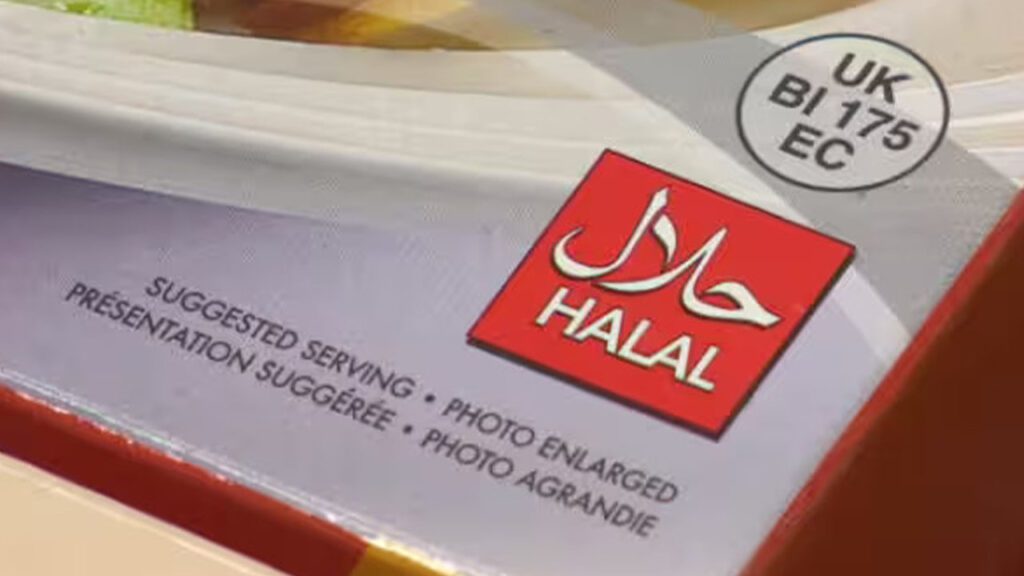 UK
BI 175
EC
حلال
HALAL
SUGGESTED SERVING • PHOTO ENLARGED
PRÉSENTATION SUGGÉRÉE • PHOTO AGRANDIE